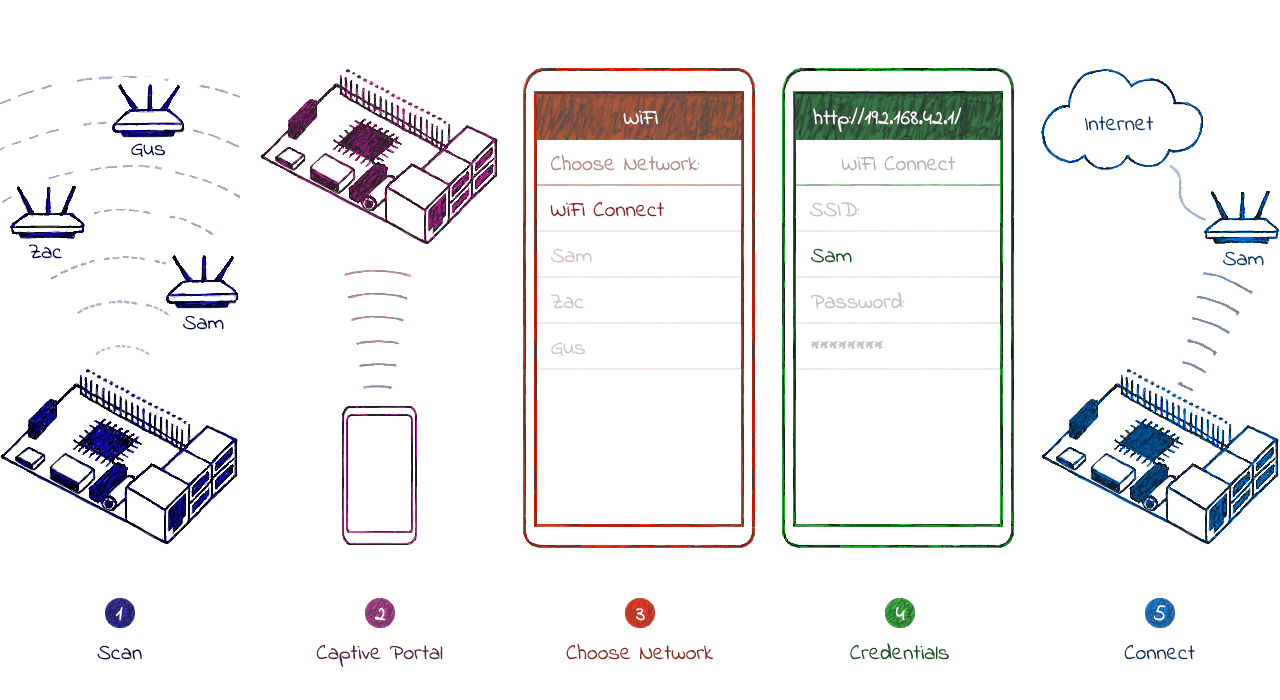 Gus
Zac
Sam
1
Scan
2
Captive Portal
WiFi
Choose Network:
WiFi Connect
Sam
Zac
Gus
3
Choose Network
http://192.168.42.1/
WiFi Connect
SSID:
Sam
Password:
********
4
Credentials
Internet
Sam
5
Connect